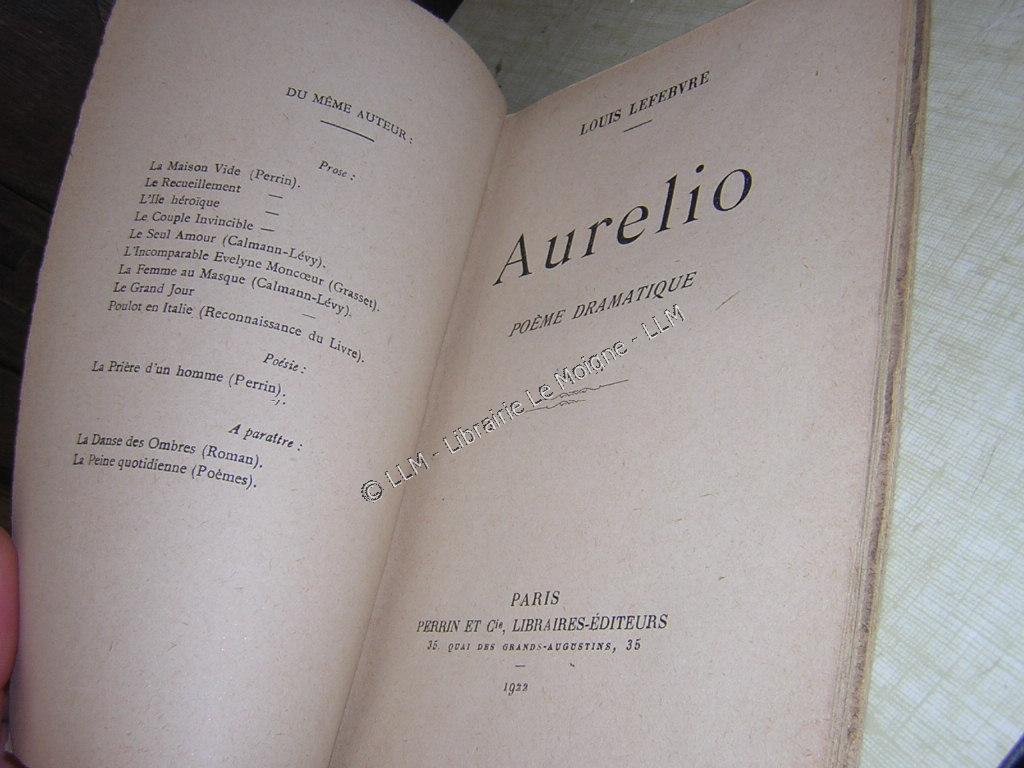 DU MÊME AUTEUR :
Prose :
La Maison Vide (Perrin).
Le Recueillement —
L'Ile héroïque —
Le Couple Invincible —
Le Seul Amour (Calmann-Lévy).
L'Incomparable Evelyne Moncœur (Grasset).
La Femme au Masque (Calmann-Lévy).
Le Grand Jour —
Poulot en Italie (Reconnaissance du Livre).
Poésie :
La Prière d'un homme (Perrin).
A paraître :
La Danse des Ombres (Roman).
La Peine quotidienne (Poèmes).
LOUIS LEFEBVRE
Aurelio
POÈME DRAMATIQUE
© LLM - Librairie Le Moigne - LLM
PARIS
PERRIN ET Cie, LIBRAIRES-ÉDITEURS
35, QUAI DES GRANDS-AUGUSTINS, 35
1922